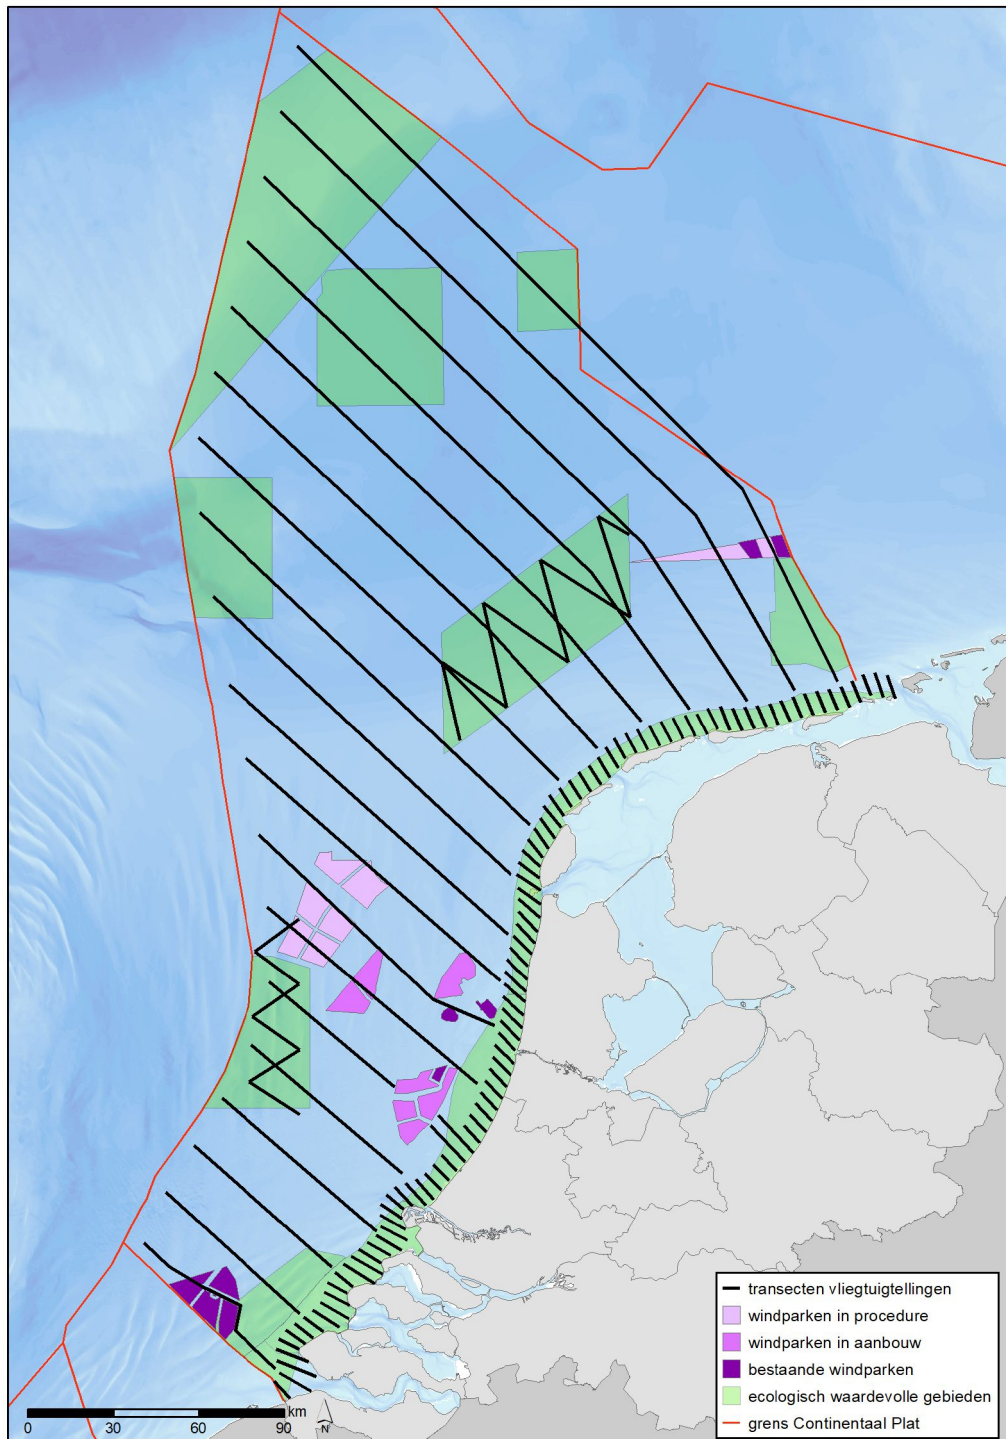 transecten vliegtuigtellingen
windparken in procedure
windparken in aanbouw
bestaande windparken
ecologisch waardevolle gebieden
grens Continentaal Plat
km
0 30 60 90
N